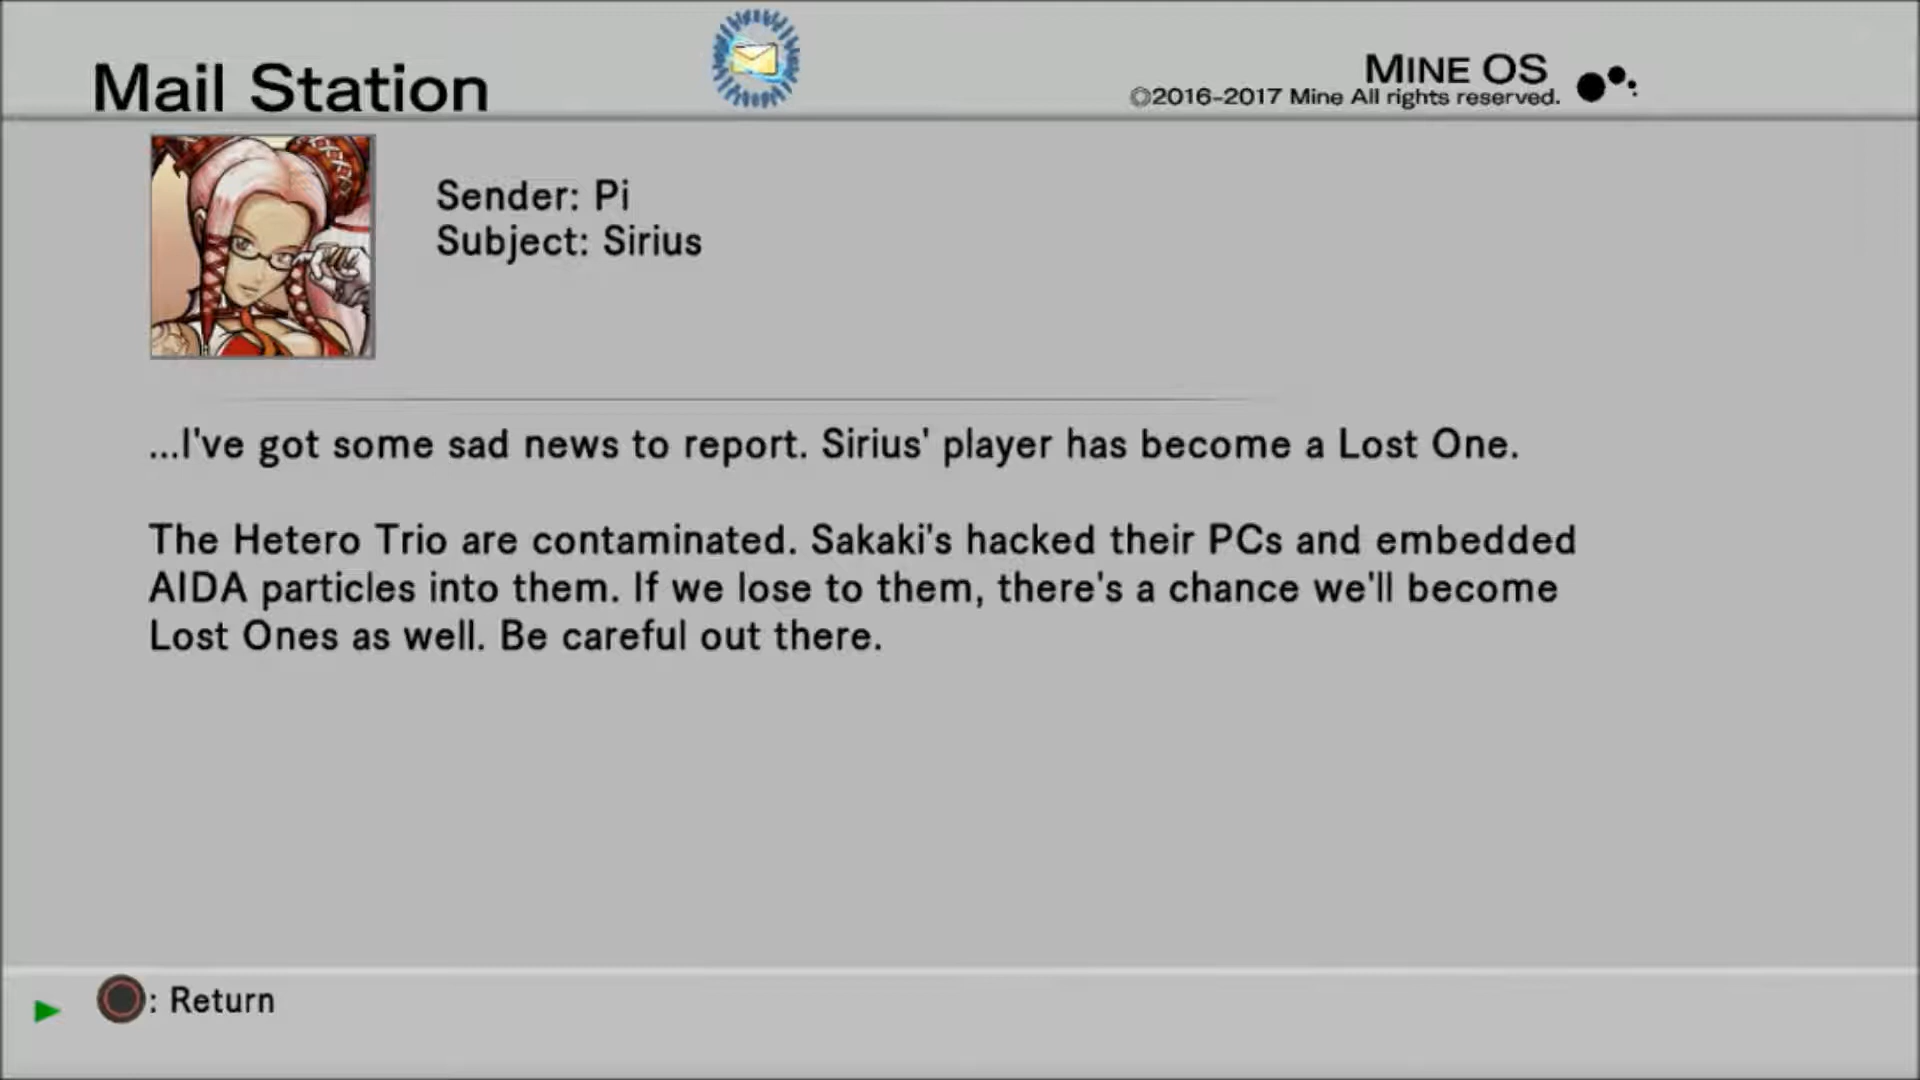 Mail Station
MINE OS
©2016-2017 Mine All rights reserved.
Sender: Pi
Subject: Sirius
...I've got some sad news to report. Sirius' player has become a Lost One.
The Hetero Trio are contaminated. Sakaki's hacked their PCs and embedded
AIDA particles into them. If we lose to them, there's a chance we'll become
Lost Ones as well. Be careful out there.
: Return